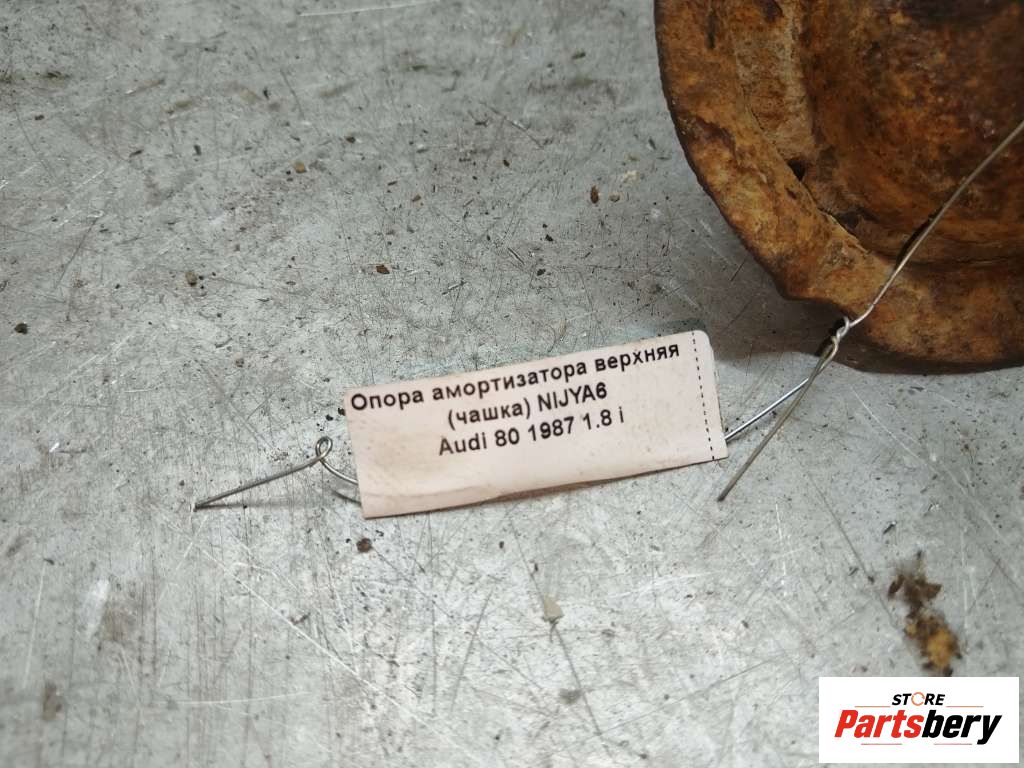 Опора амортизатора верхняя
(чашка) NIJYA6
Audi 80 1987 1.8 i
STORE
Partsbery